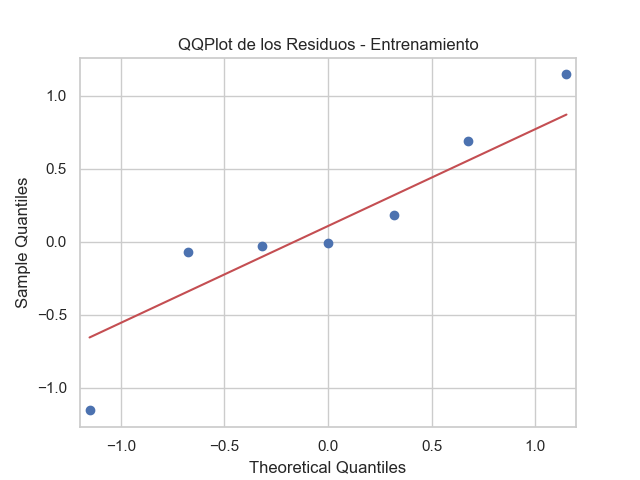 QQPlot de los Residuos - Entrenamiento
1.0
0.5
0.0
−0.5
−1.0
Sample Quantiles
−1.0 −0.5 0.0 0.5 1.0
Theoretical Quantiles